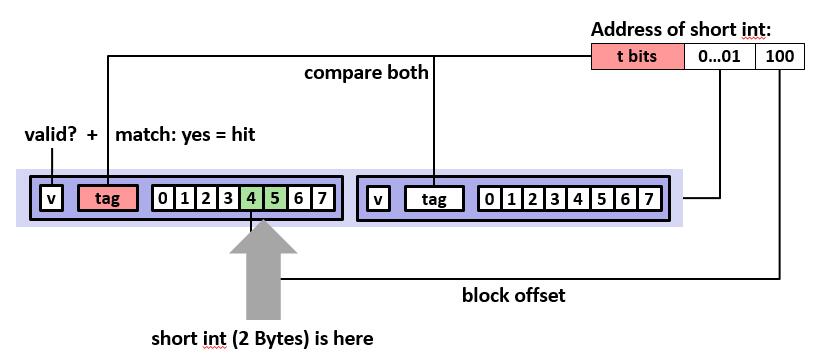 Address of short int:
t bits 0...01 100
compare both
valid? + match: yes = hit
v tag 0 1 2 3 4 5 6 7 v tag 0 1 2 3 4 5 6 7
block offset
short int (2 Bytes) is here